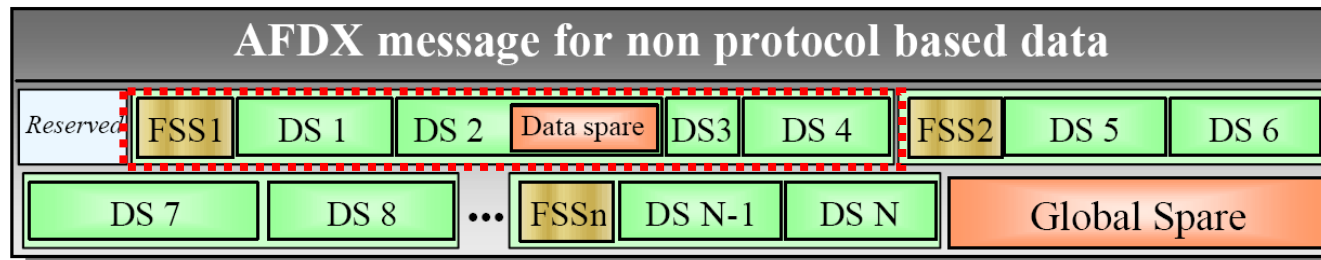 AFDX message for non protocol based data
Reserved FSS1 DS 1 DS 2 Data spare DS3 DS 4 FSS2 DS 5 DS 6
DS 7 DS 8 ••• FSSn DS N-1 DS N Global Spare